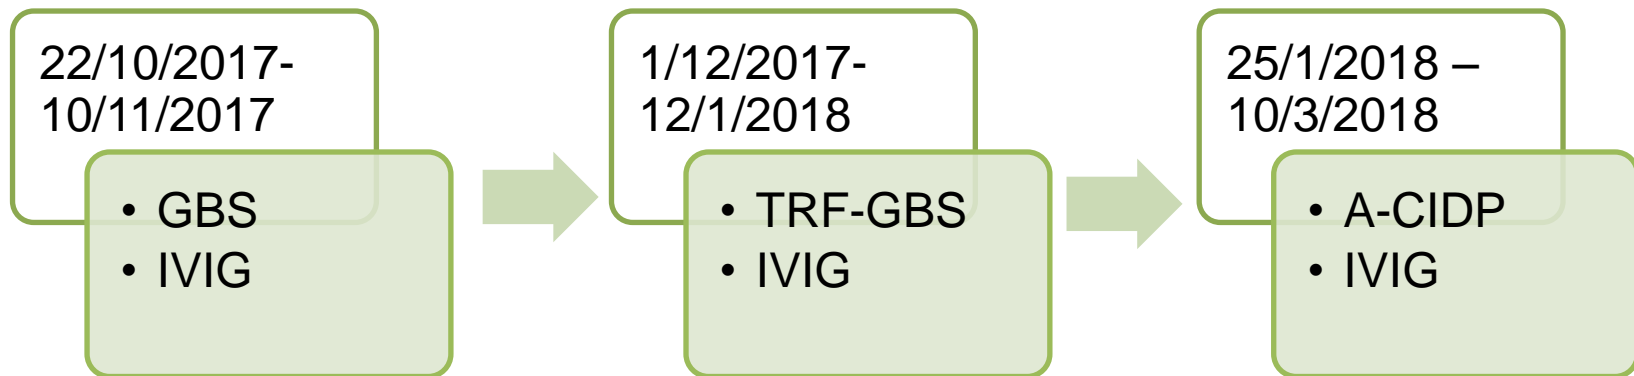 22/10/2017-
10/11/2017
• GBS
• IVIG
1/12/2017-
12/1/2018
• TRF-GBS
• IVIG
25/1/2018 –
10/3/2018
• A-CIDP
• IVIG